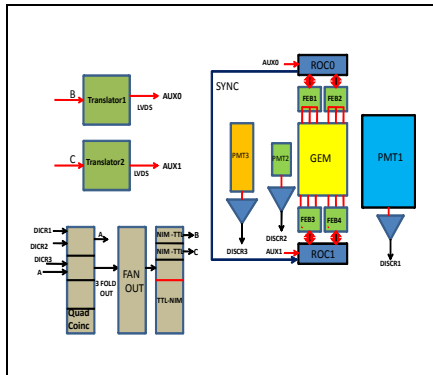 AUX0
ROC0
SYNC
B
Translator1
AUX0
LVDS
FEB1
FEB2
C
Translator2
AUX1
LVDS
PMT3
PMT2
GEM
PMT1
DICR1
A
NIM -TTL
B
DICR2
NIM -TTL
C
DICR3
A
3 FOLD
OUT
FAN
OUT
TTL-NIM
Quad
Coinc
DISCR3
DISCR2
FEB3
FEB4
AUX1
ROC1
DISCR1